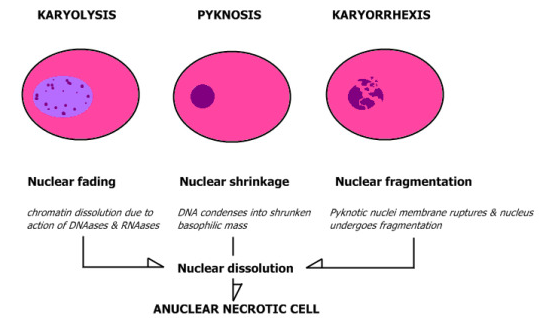 KARYOLYSIS PYKNOSIS KARYORRHEXIS
Nuclear fading Nuclear shrinkage Nuclear fragmentation
chromatin dissolution due to
action of DNAases & RNAases
DNA condenses into shrunken
basophilic mass
Pyknotic nuclei membrane ruptures & nucleus
undergoes fragmentation
Nuclear dissolution
ANUCLEAR NECROTIC CELL